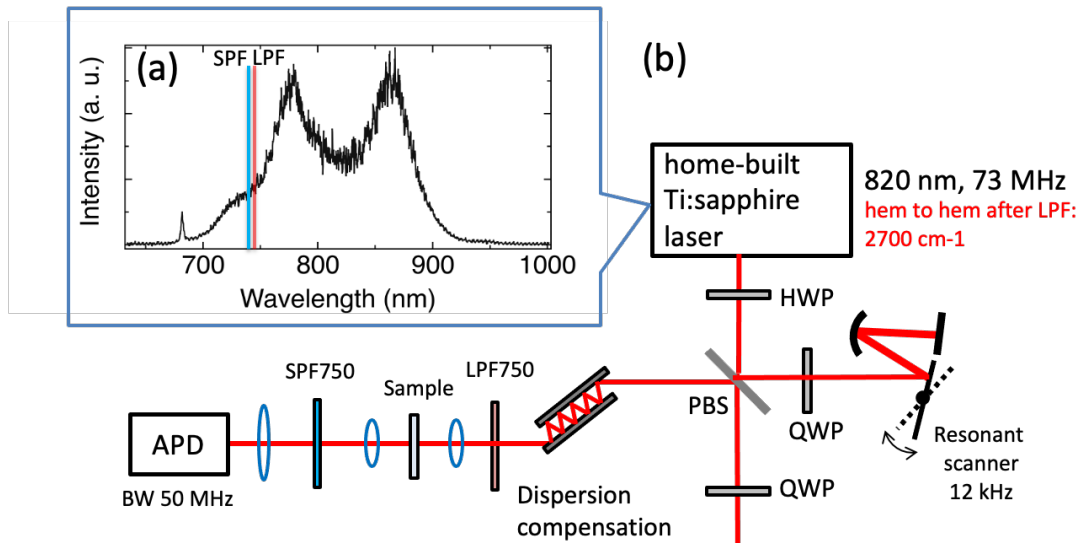 (a)
SPF LPF
Intensity (a. u.)
700 800 900 1000
Wavelength (nm)
(b)
home-built
Ti:sapphire
laser
820 nm, 73 MHz
hem to hem after LPF:
2700 cm-1
HWP
PBS
QWP
Resonant
scanner
12 kHz
QWP
Dispersion
compensation
LPF750
Sample
SPF750
APD
BW 50 MHz